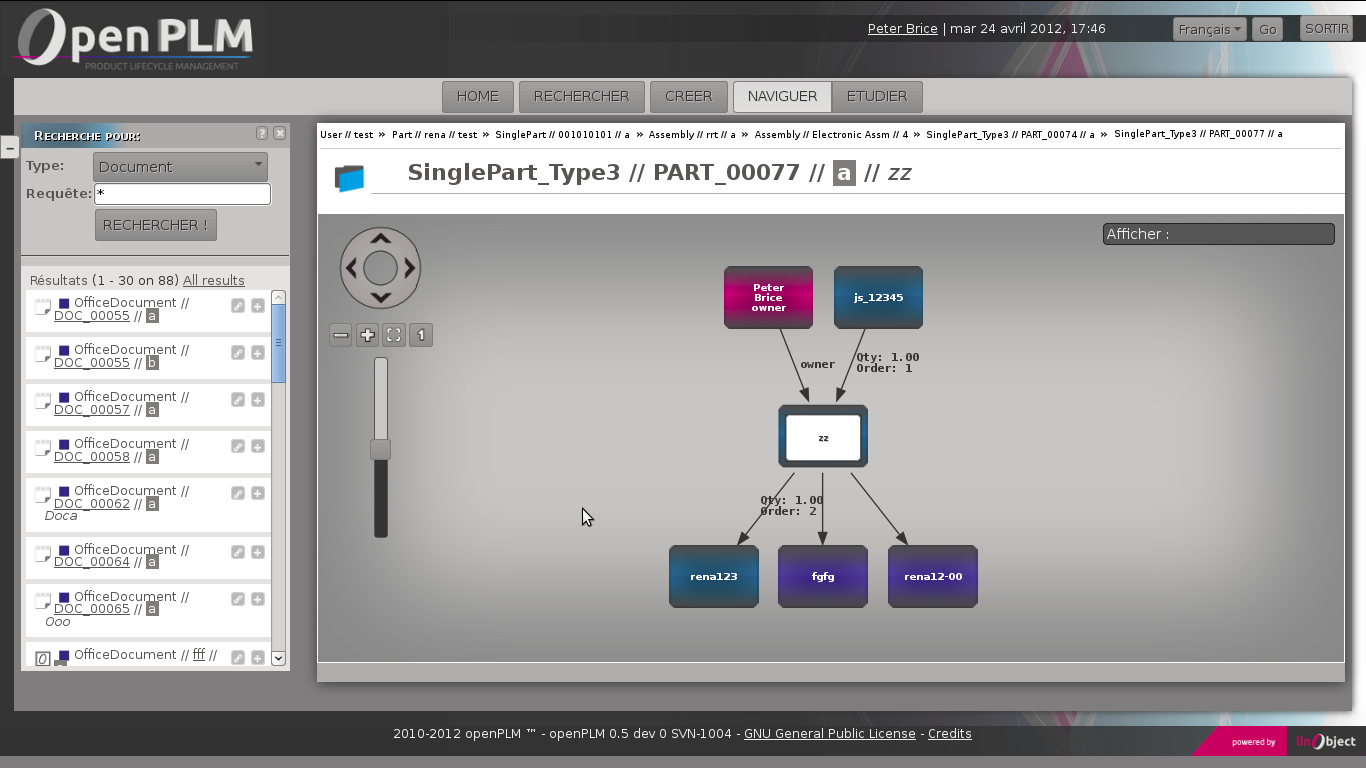 OpenPLM
PRODUCT LIFECYCLE MANAGEMENT
Peter Brice | mar 24 avril 2012, 17:46
Français
Go
SORTIR
HOME
RECHERCHER
CREER
NAVIGUER
ETUDIER
RECHERCHE POUR:
?
Type:
Document
Requête:
*
RECHERCHER !
Résultats (1 - 30 on 88) All results
OfficeDocument //
DOC_00055 // a
OfficeDocument //
DOC_00055 // b
OfficeDocument //
DOC_00057 // a
OfficeDocument //
DOC_00058 // a
OfficeDocument //
DOC_00062 // a
Doca
OfficeDocument //
DOC_00064 // a
OfficeDocument //
DOC_00065 // a
Ooo
OfficeDocument // fff //
User // test » Part // rena // test » SinglePart // 001010101 // a » Assembly // rrt // a » Assembly // Electronic Assm // 4 » SinglePart_Type3 // PART_00074 // a » SinglePart_Type3 // PART_00077 // a
SinglePart_Type3 // PART_00077 // a // zz
Afficher :
1
Peter
Brice
owner
js_12345
owner
Qty: 1.00
Order: 1
zz
Qty: 1.00
Order: 2
rena123
fgfg
rena12-00
2010-2012 openPLM ™ - openPLM 0.5 dev 0 SVN-1004 - GNU General Public License - Credits
powered by
linObject